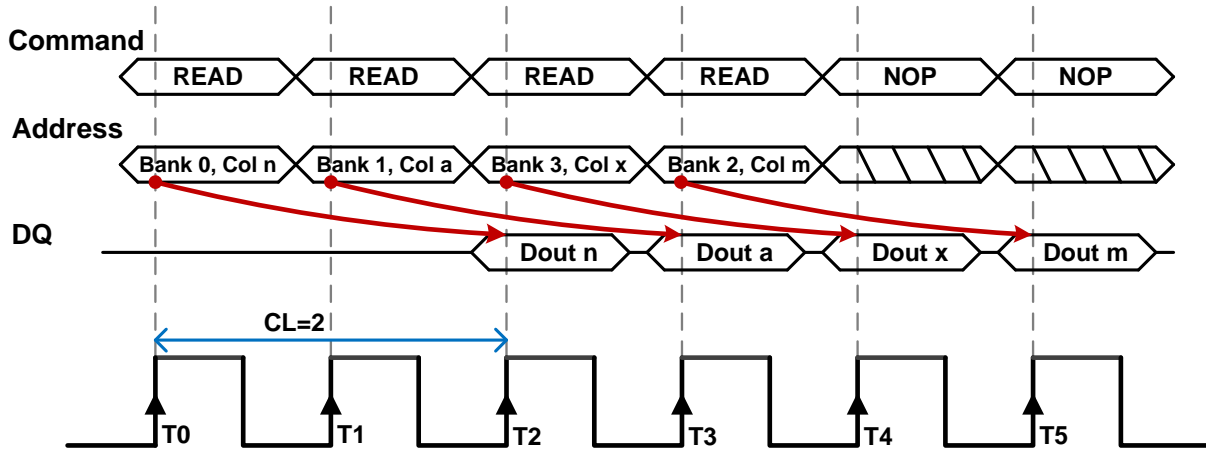 Command
READ READ READ READ NOP NOP
Address
Bank 0, Col n Bank 1, Col a Bank 3, Col x Bank 2, Col m
DQ
Dout n Dout a Dout x Dout m
CL=2
T0 T1 T2 T3 T4 T5